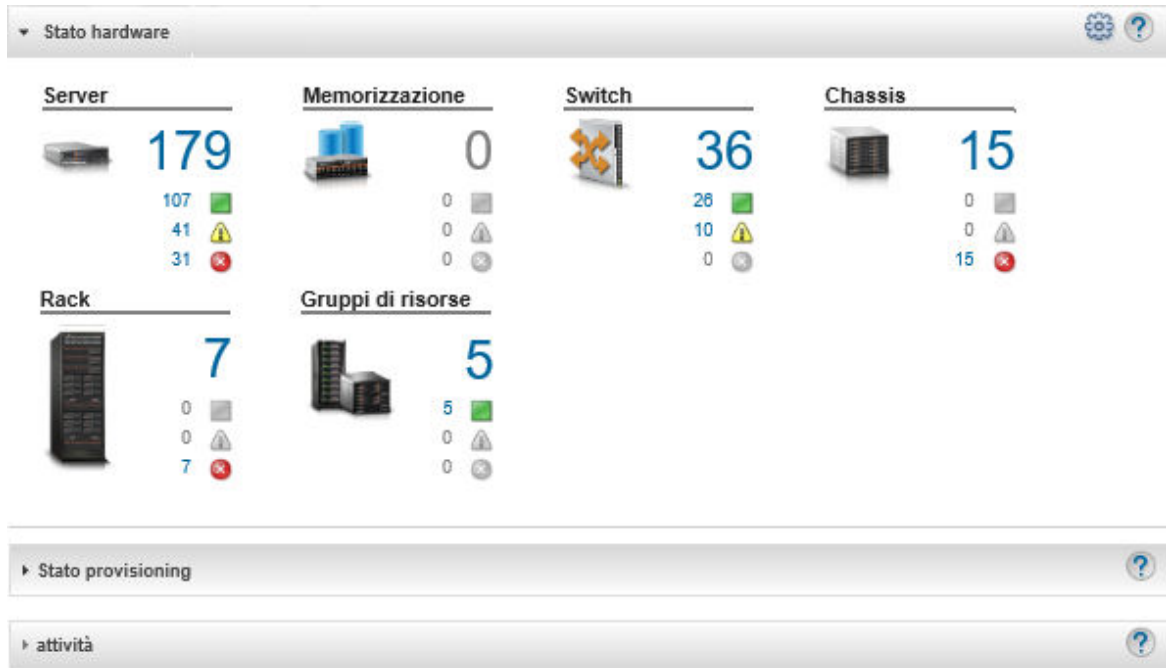 Stato hardware
Server
179
107
41
31
Memorizzazione
0
0
0
0
Switch
36
26
10
0
Chassis
15
0
0
15
Rack
7
0
0
7
Gruppi di risorse
5
5
0
0
Stato provisioning
attività